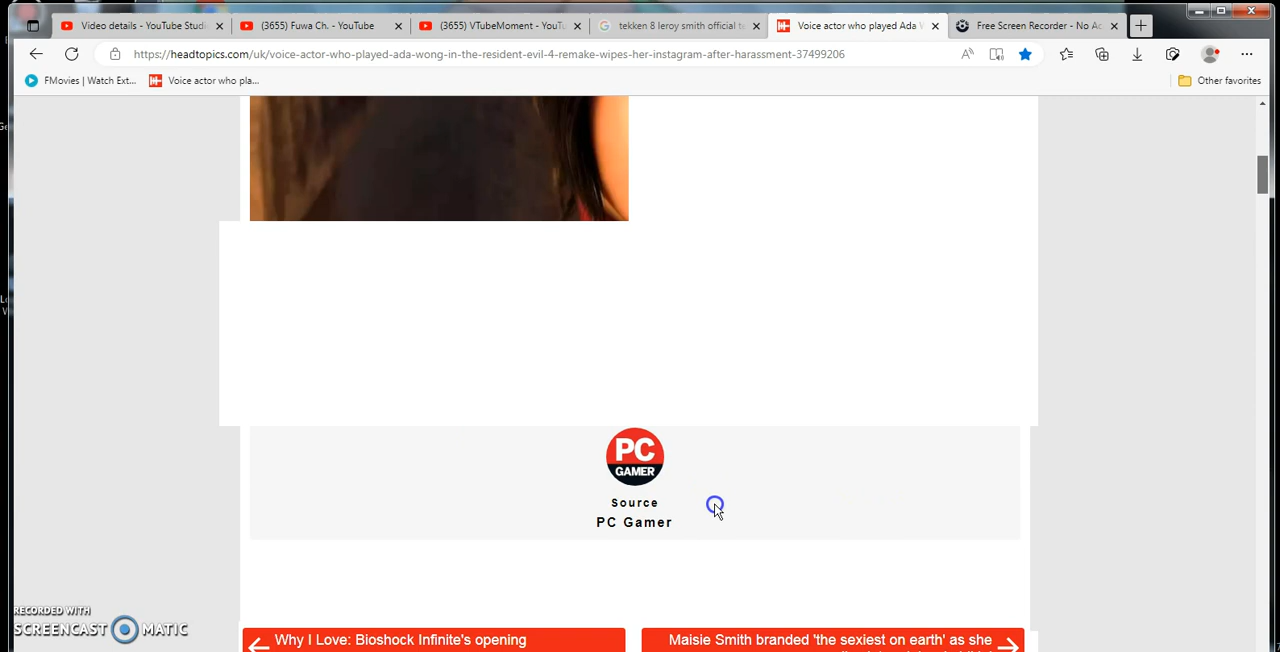 Video details - YouTube Studi
(3655) Fuwa Ch. - YouTube
(3655) VTubeMoment - YouT
tekken 8 leroy smith official t
Voice actor who played Ada W
Free Screen Recorder - No Ac
https://headtopics.com/uk/voice-actor-who-played-ada-wong-in-the-resident-evil-4-remake-wipes-her-instagram-after-harassment-37499206
FMovies | Watch Ext...
Voice actor who pla...
Other favorites
PC
GAMER
Source
PC Gamer
Why I Love: Bioshock Infinite's opening
Maisie Smith branded 'the sexiest on earth' as she
RECORDED WITH
SCREENCAST MATIC